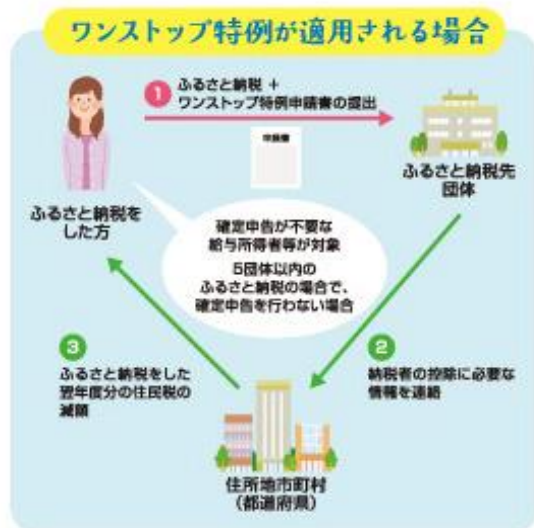 ワンストップ特例が適用される場合
1
ふるさと納税 +
ワンストップ特例申請書の提出
申請書
ふるさと納税を
した方
ふるさと納税先
団体
確定申告が不要な
給与所得者等が対象
5団体以内の
ふるさと納税の場合で、
確定申告を行わない場合
3
ふるさと納税をした
翌年度分の住民税の
減額
2
納税者の控除に必要な
情報を連絡
住所地市町村
(都道府県)